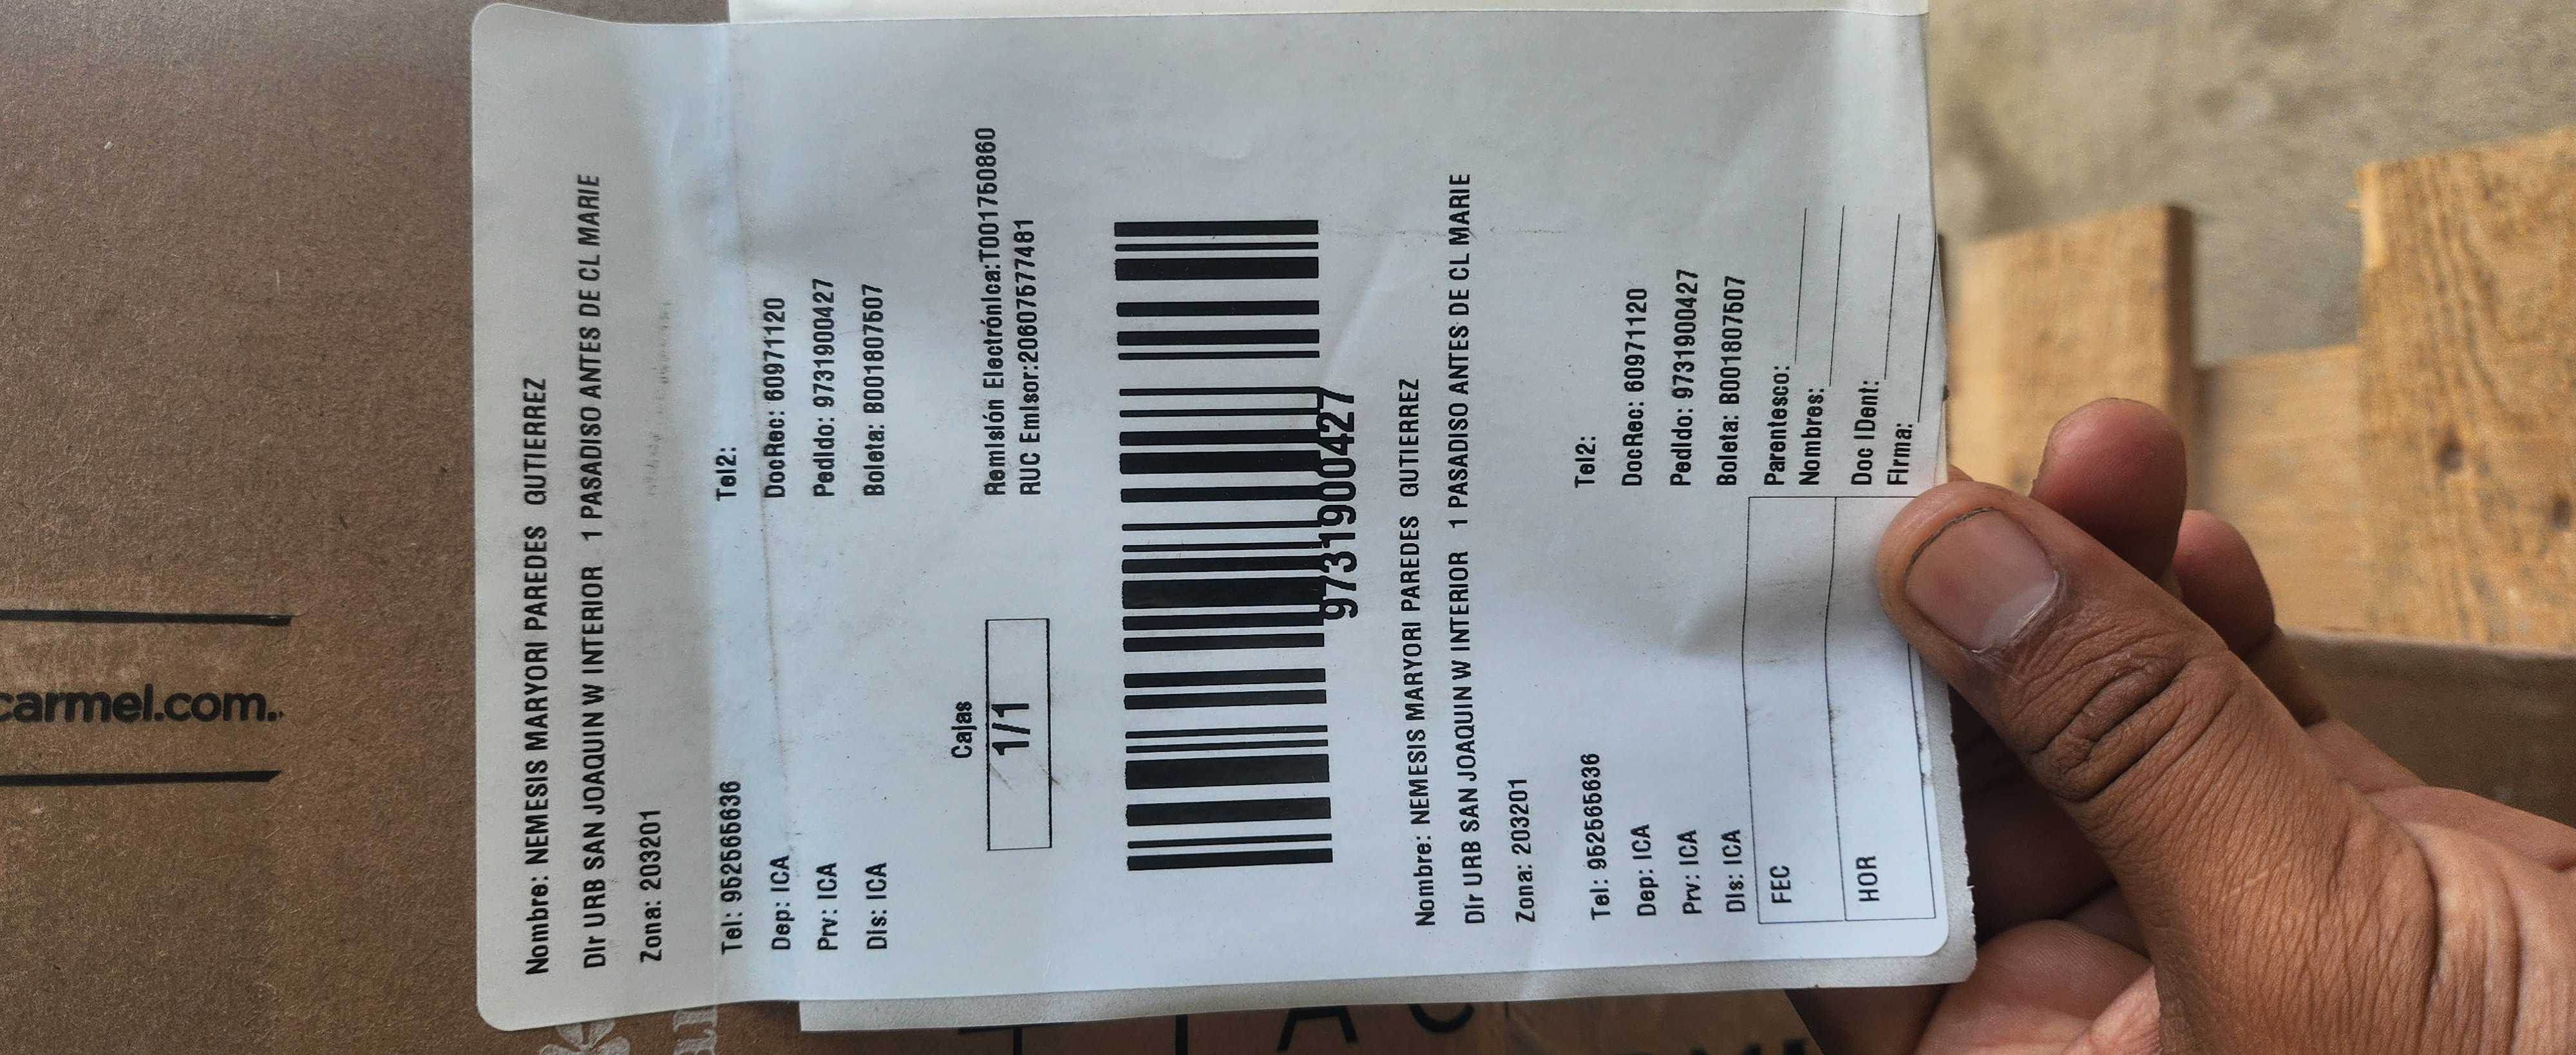 carmel.com.
Nombre: NEMESIS MARYORI PAREDES GUTIERREZ
Dir URB SAN JOAQUIN W INTERIOR 1 PASADISO ANTES DE CL MARIE
Zona: 203201
Tel: 952565636 Tel2:
Dep: ICA DocRec: 60971120
Prv: ICA Pedido: 9731900427
Dis: ICA Boleta: B001807507
Cajas
1/1
Remisión Electrónica:T001750860
RUC Emisor:20607577481
9731900427
Nombre: NEMESIS MARYORI PAREDES GUTIERREZ
Dir URB SAN JOAQUIN W INTERIOR 1 PASADISO ANTES DE CL MARIE
Zona: 203201
Tel: 952565636 Tel2:
Dep: ICA DocRec: 60971120
Prv: ICA Pedido: 9731900427
Dis: ICA Boleta: B001807507
FEC Parentesco:
Nombres:
HOR Doc IDent:
Firma: